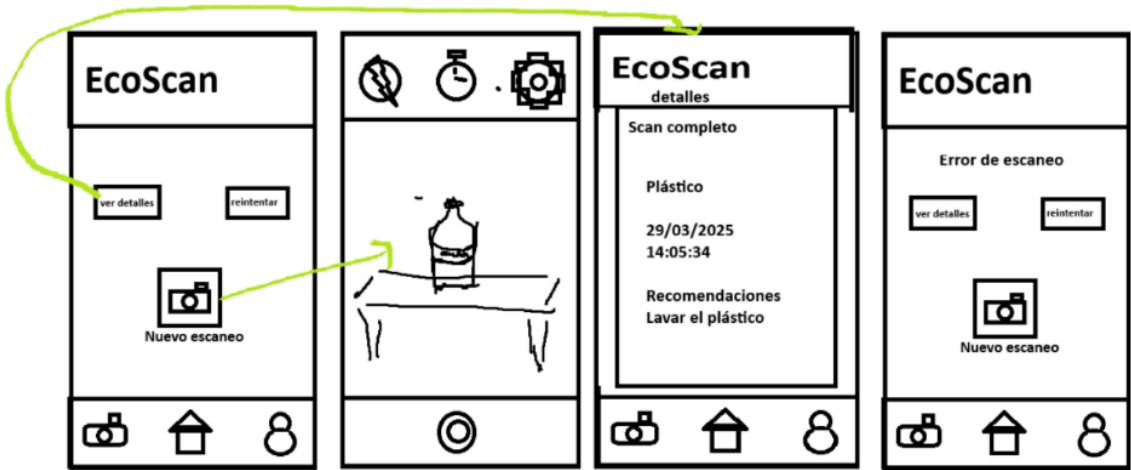 EcoScan
ver detalles
reintentar
Nuevo escaneo
EcoScan
detalles
Scan completo
Plástico
29/03/2025
14:05:34
Recomendaciones
Lavar el plástico
EcoScan
Error de escaneo
ver detalles
reintentar
Nuevo escaneo